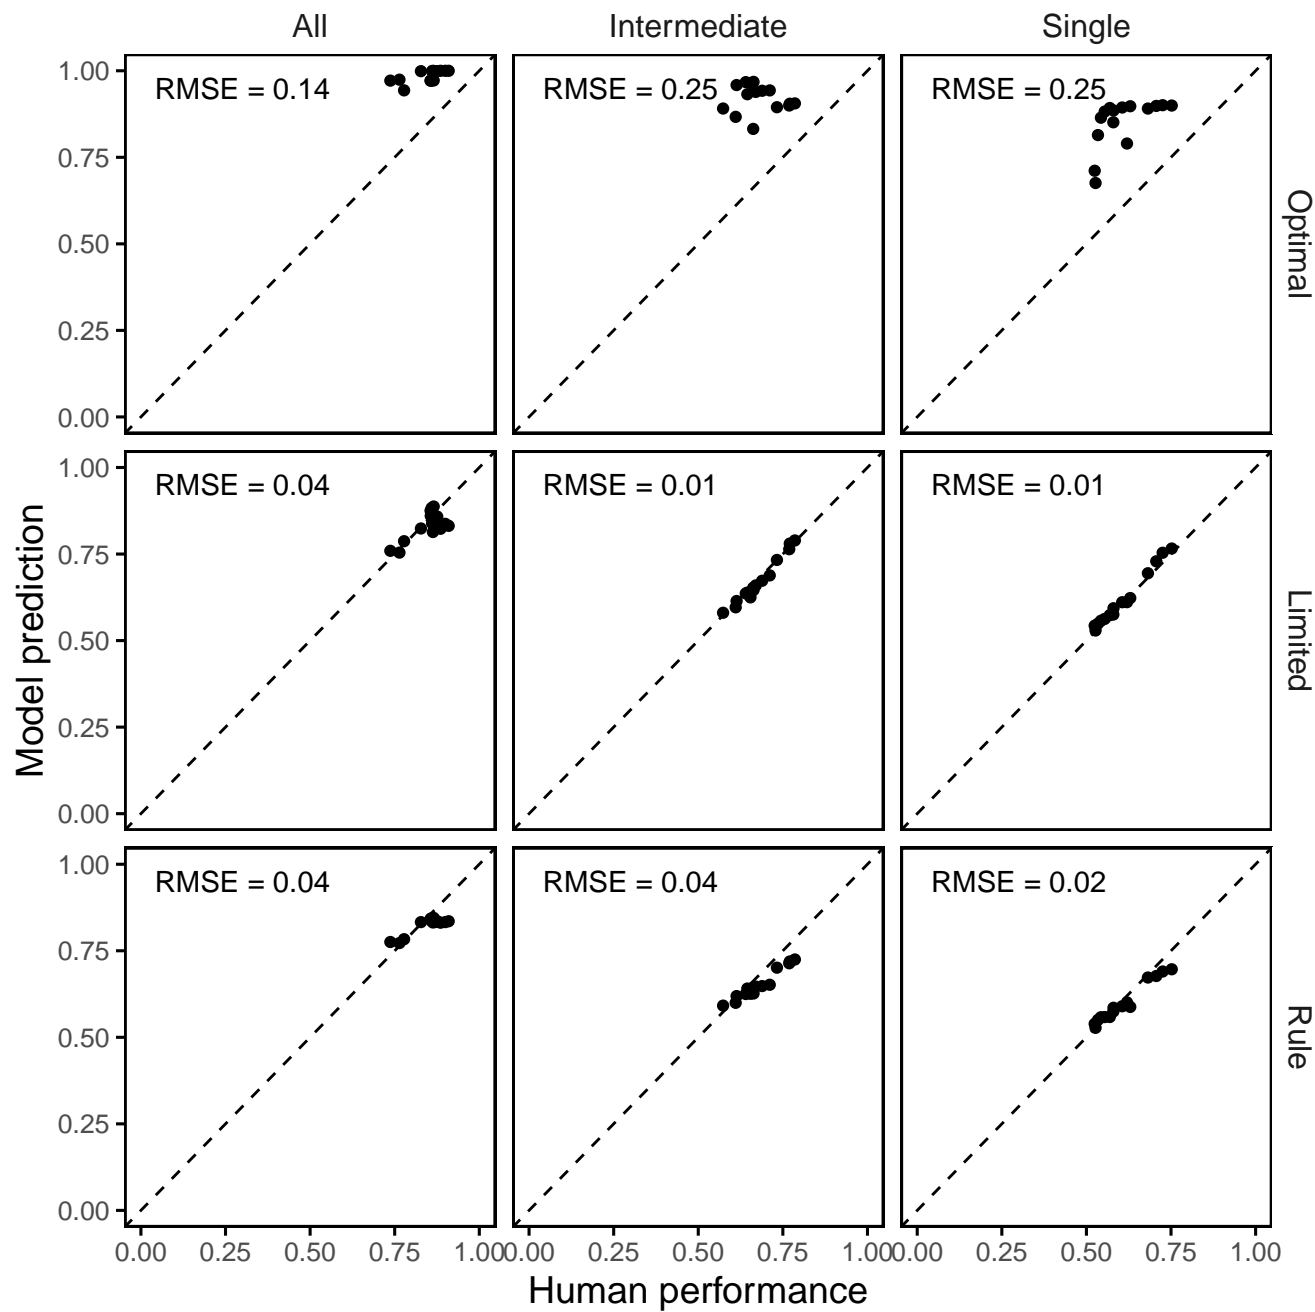 All Intermediate Single
1.00
0.75
0.50
0.25
0.00
RMSE = 0.14
RMSE = 0.25
RMSE = 0.25
Optimal
1.00
0.75
0.50
0.25
0.00
RMSE = 0.04
RMSE = 0.01
RMSE = 0.01
Limited
Model prediction
1.00
0.75
0.50
0.25
0.00
RMSE = 0.04
RMSE = 0.04
RMSE = 0.02
Rule
0.00 0.25 0.50 0.75 1.00
0.00 0.25 0.50 0.75 1.00
0.00 0.25 0.50 0.75 1.00
Human performance